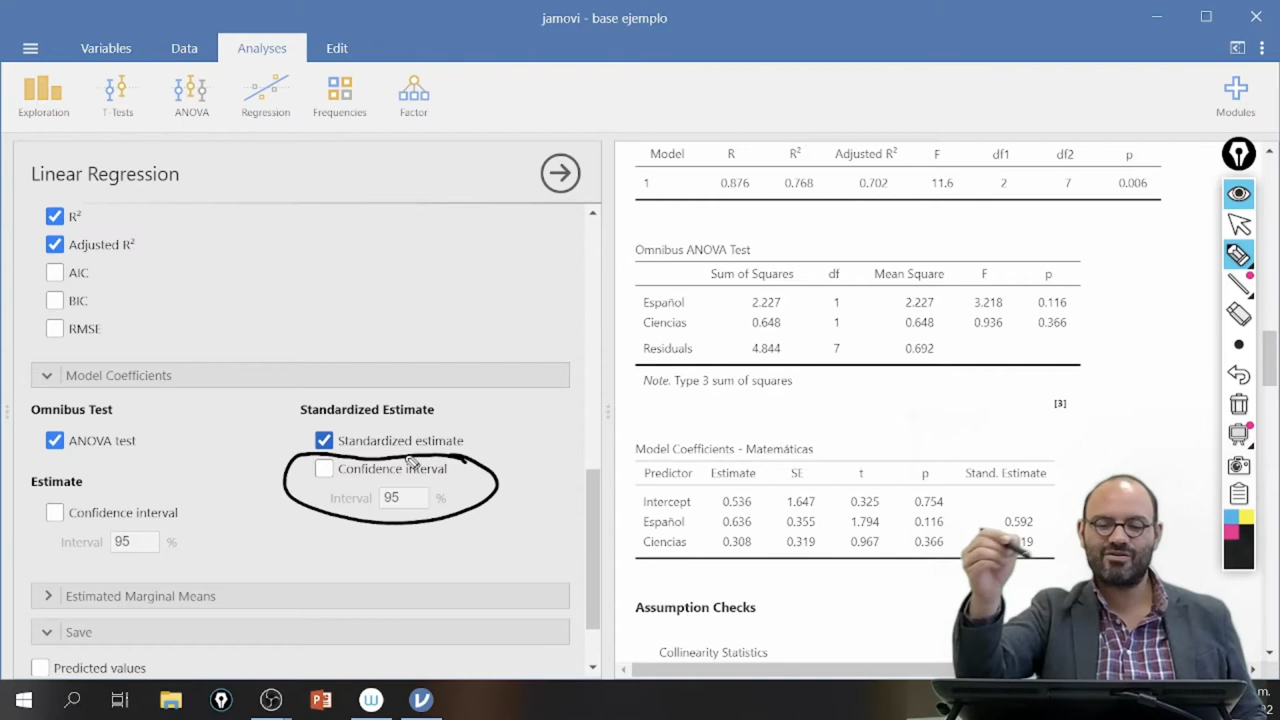 jamovi - base ejemplo
Variables Data Analyses Edit
Exploration T-Tests ANOVA Regression Frequencies Factor Modules
Linear Regression
R²
Adjusted R²
AIC
BIC
RMSE
Model Coefficients
Omnibus Test
ANOVA test
Estimate
Confidence interval
Interval 95 %
Standardized Estimate
Standardized estimate
Confidence interval
Interval 95 %
Estimated Marginal Means
Save
Predicted values
Model R R² Adjusted R² F df1 df2 p
1 0.876 0.768 0.702 11.6 2 7 0.006
Omnibus ANOVA Test
Sum of Squares df Mean Square F p
Español 2.227 1 2.227 3.218 0.116
Ciencias 0.648 1 0.648 0.936 0.366
Residuals 4.844 7 0.692
Note. Type 3 sum of squares
[3]
Model Coefficients - Matemáticas
Predictor Estimate SE t p Stand. Estimate
Intercept 0.536 1.647 0.325 0.754
Español 0.636 0.355 1.794 0.116 0.592
Ciencias 0.308 0.319 0.967 0.366
Assumption Checks
Collinearity Statistics